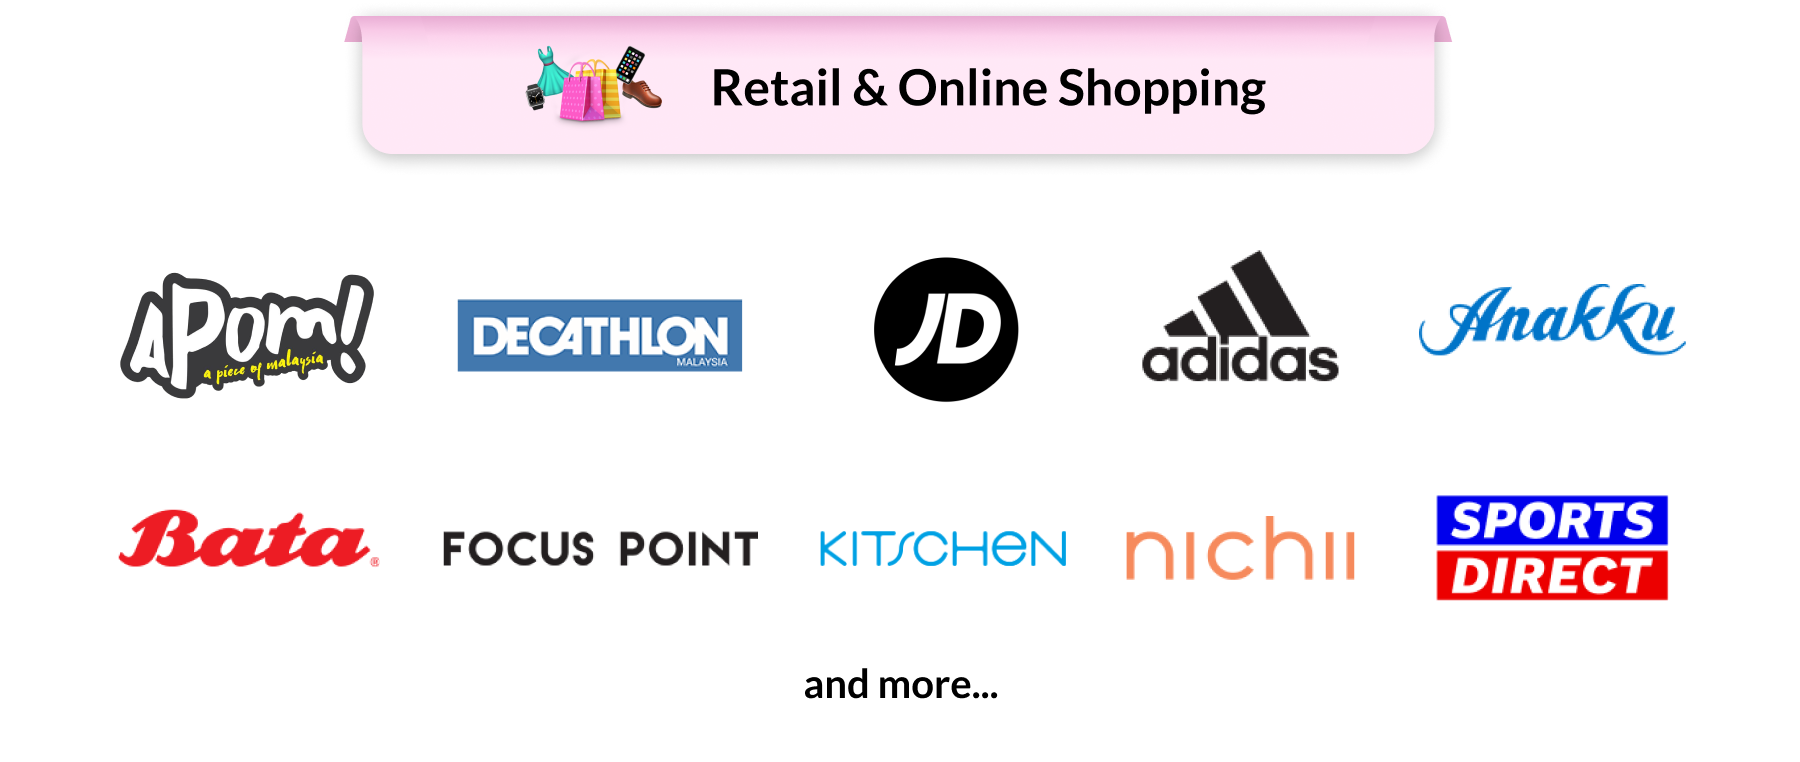 Retail & Online Shopping
APom!
a piece of malaysia
DECATHLON
MALAYSIA
JD
adidas
Anakku
Bata
®
FOCUS POINT
KITSCHEN
nichii
SPORTS
DIRECT
and more...